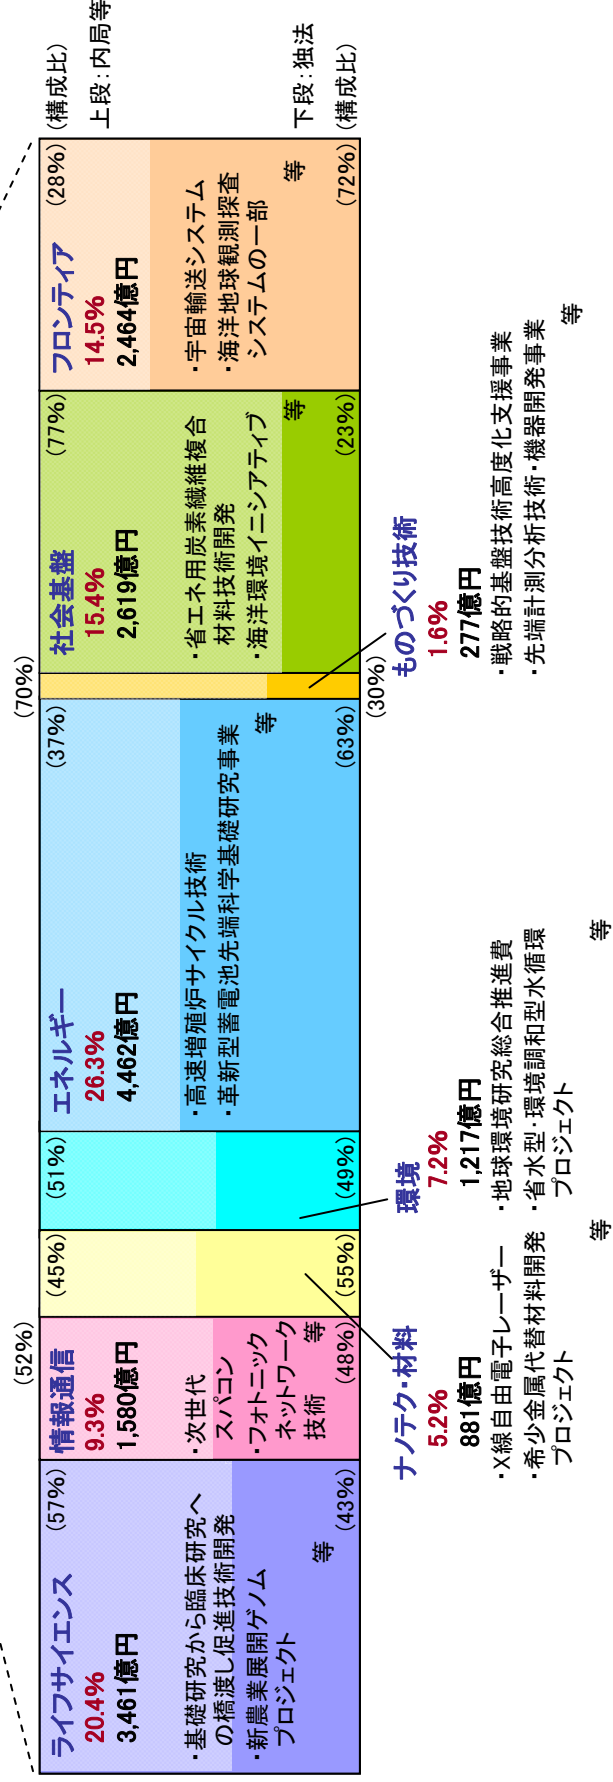 (52%)
(70%)
(構成比)
ライフサイエンス
20.4%
3,461億円
(57%)
・基礎研究から臨床研究へ
の橋渡し促進技術開発
・新農業展開ゲノム
プロジェクト
等
(43%)
情報通信
9.3%
1,580億円
・次世代
スパコン
・フォトニック
ネットワーク
技術
等
(48%)
(45%)
(55%)
(51%)
(49%)
エネルギー
26.3%
4,462億円
(37%)
・高速増殖炉サイクル技術
・革新型蓄電池先端科学基礎研究事業
等
(63%)
(30%)
社会基盤
15.4%
2,619億円
(77%)
・省エネ用炭素繊維複合
材料技術開発
・海洋環境イニシアティブ
等
(23%)
フロンティア
14.5%
2,464億円
(28%)
・宇宙輸送システム
・海洋地球観測探査
システムの一部
等
(72%)
上段：内局等
下段：独法
(構成比)
ナノテク・材料
5.2%
881億円
・X線自由電子レーザー
・希少金属代替材料開発
プロジェクト
等
環境
7.2%
1,217億円
・地球環境研究総合推進費
・省水型・環境調和型水循環
プロジェクト
等
ものづくり技術
1.6%
277億円
・戦略的基盤技術高度化支援事業
・先端計測分析技術・機器開発事業
等